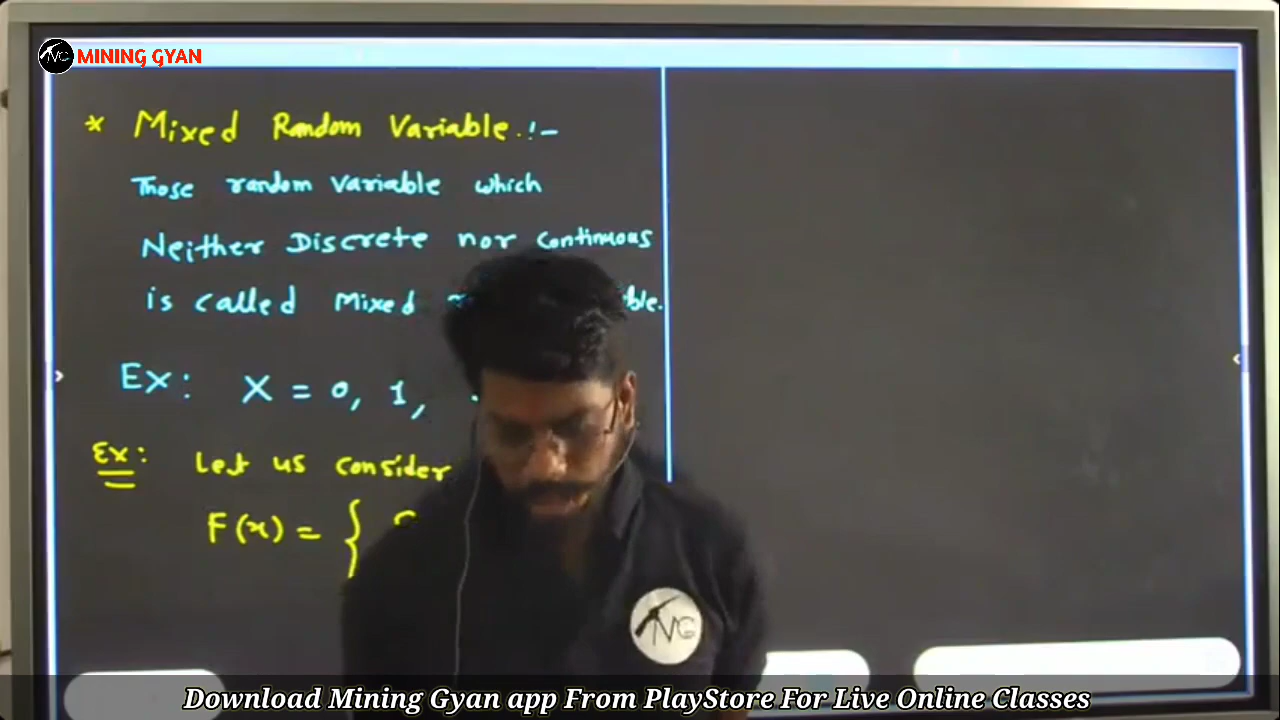 MINING GYAN
* Mixed Random Variable :-
Those random variable which
Neither Discrete nor continuous
is called Mixed
Ex: X = 0, 1,
Ex: Let us consider
F(x) = {
NG
Download Mining Gyan app From PlayStore For Live Online Classes